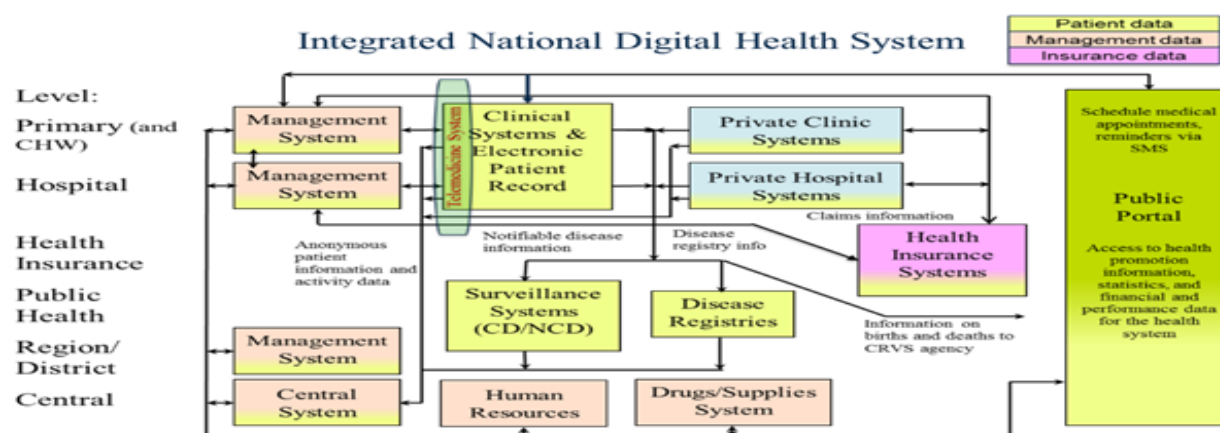 Patient data
Management data
Insurance data
Integrated National Digital Health System
Level:
Primary (and
CHW)
Hospital
Health
Insurance
Public
Health
Region/
District
Central
Management
System
Management
System
Telemedicine System
Clinical
Systems &
Electronic
Patient
Record
Private Clinic
Systems
Private Hospital
Systems
Claims information
Anonymous
patient
information and
activity data
Notifiable disease
information
Disease
registry info
Health
Insurance
Systems
Surveillance
Systems
(CD/NCD)
Disease
Registries
Information on
births and deaths to
CRVS agency
Management
System
Central
System
Human
Resources
Drugs/Supplies
System
Schedule medical
appointments,
reminders via
SMS
Public
Portal
Access to health
promotion
information,
statistics, and
financial and
performance data
for the health
system